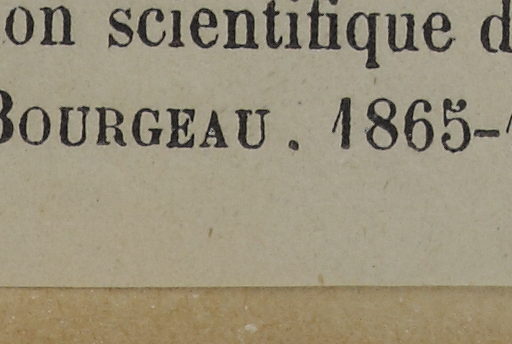 on scientifique d
BOURGEAU. 1865-